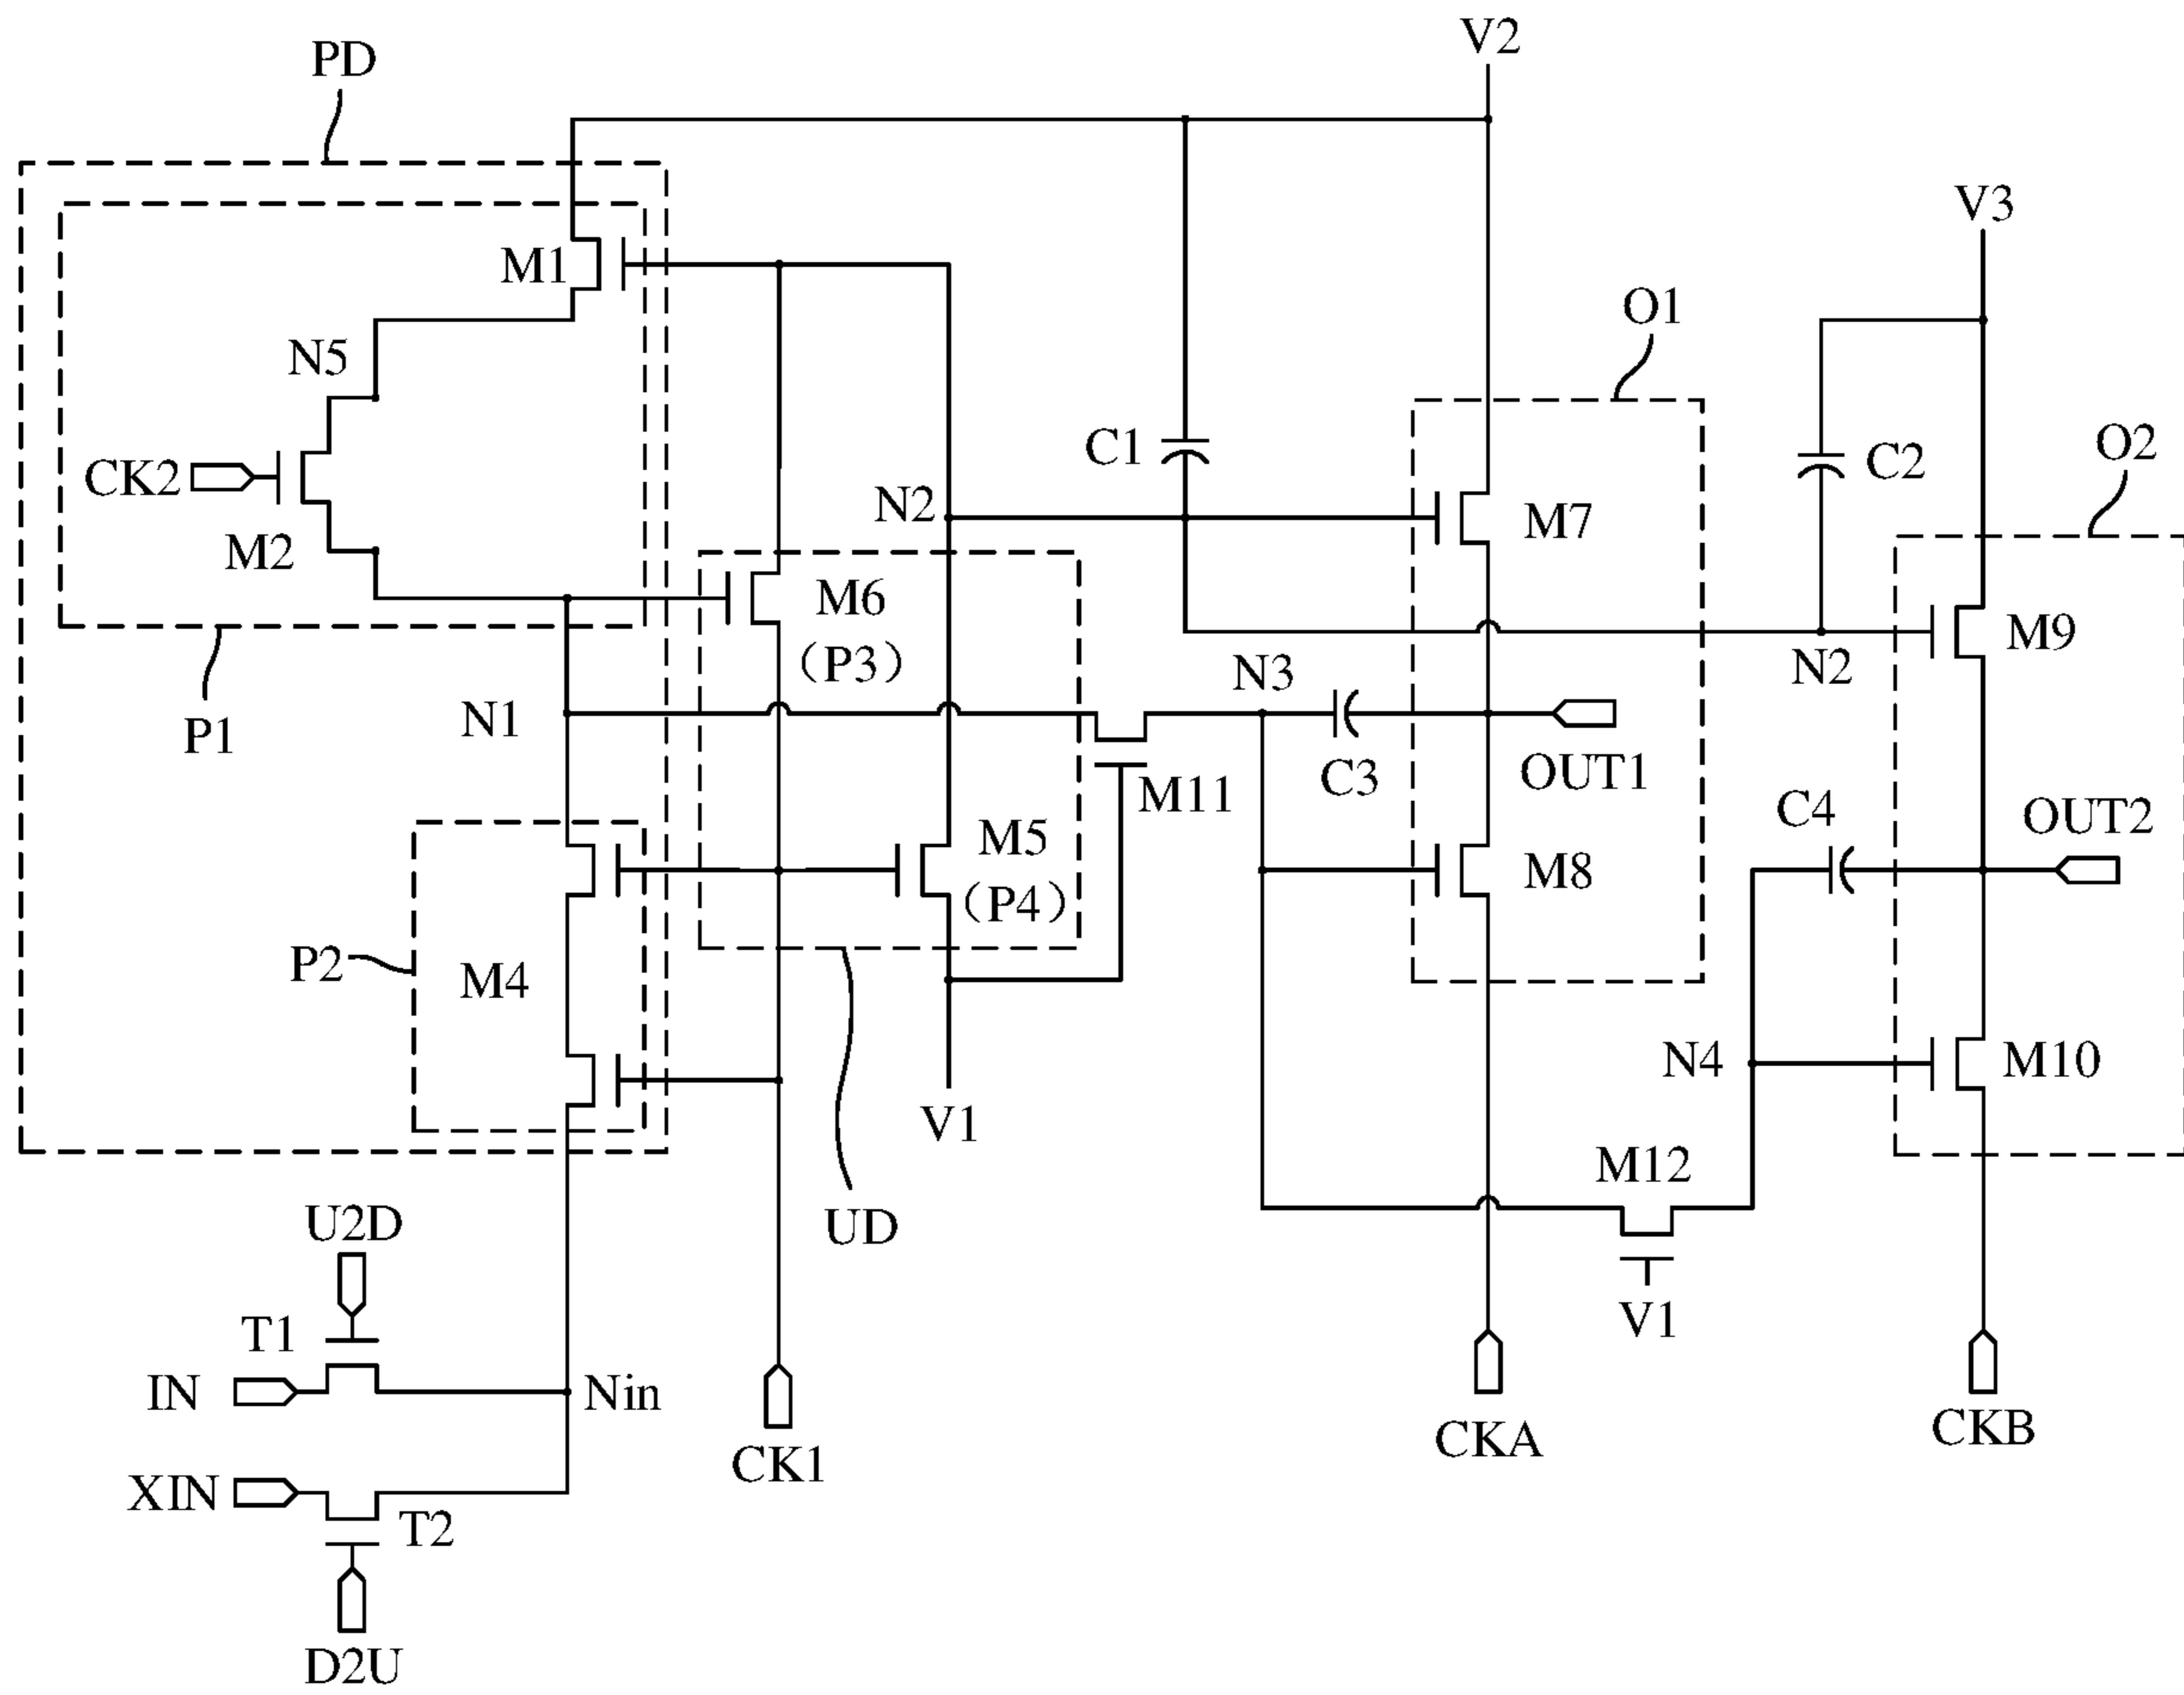 V2
PD
V3
M1
O1
N5
C1
O2
C2
CK2
N2
M7
M2
M6
M9
(P3)
N3
N2
P1
N1
OUT1
C3
M11
C4
OUT2
M5
M8
(P4)
P2
M4
N4
M10
V1
M12
U2D
UD
T1
V1
IN
Nin
CKA
CKB
CK1
XIN
T2
D2U